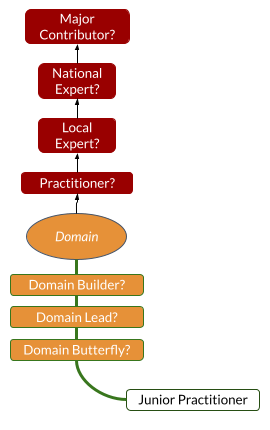 Major
Contributor?
National
Expert?
Local
Expert?
Practitioner?
Domain
Domain Builder?
Domain Lead?
Domain Butterfly?
Junior Practitioner